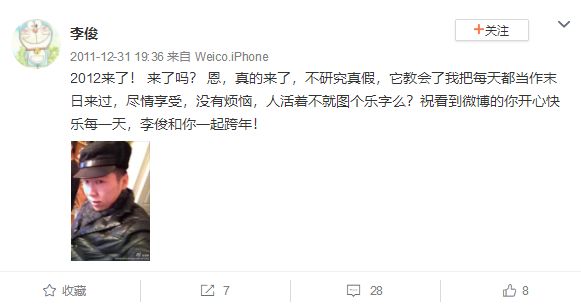 李俊
+关注
2011-12-31 19:36 来自 Weico.iPhone
2012来了！ 来了吗？ 恩，真的来了，不研究真假，它教会了我把每天都当作末
日来过，尽情享受，没有烦恼，人活着不就图个乐字么？祝看到微博的你开心快
乐每一天，李俊和你一起跨年！
收藏
7
28
8